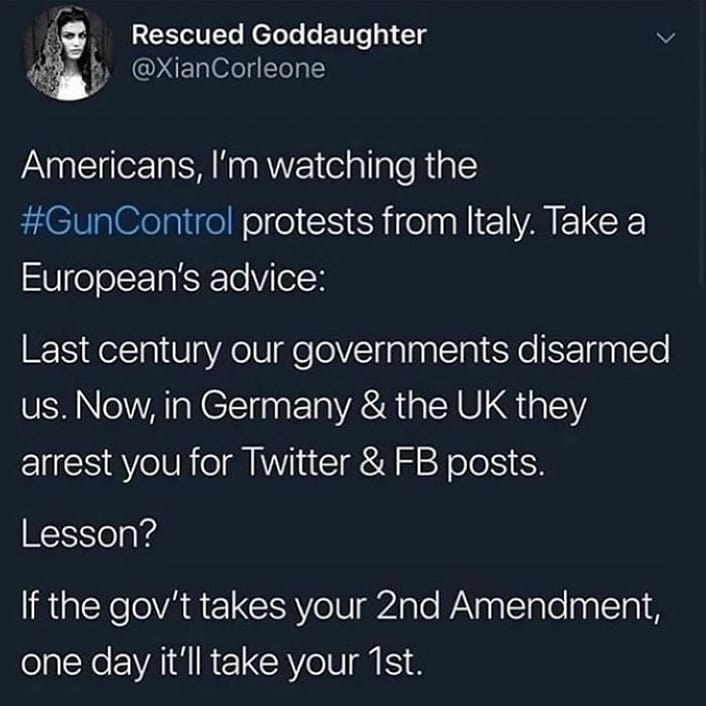 Rescued Goddaughter
@XianCorleone
Americans, I'm watching the
#GunControl protests from Italy. Take a
European's advice:
Last century our governments disarmed
us. Now, in Germany & the UK they
arrest you for Twitter & FB posts.
Lesson?
If the gov't takes your 2nd Amendment,
one day it'll take your 1st.